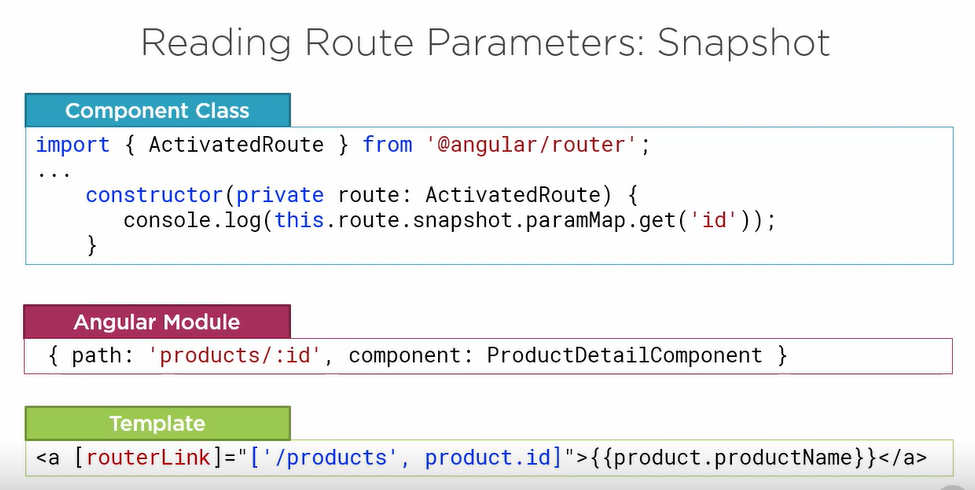 Reading Route Parameters: Snapshot
Component Class
import { ActivatedRoute } from '@angular/router';
...
constructor(private route: ActivatedRoute) {
console.log(this.route.snapshot.paramMap.get('id'));
}
Angular Module
{ path: 'products/:id', component: ProductDetailComponent }
Template
<a [routerLink]="['/products', product.id]">{{product.productName}}</a>